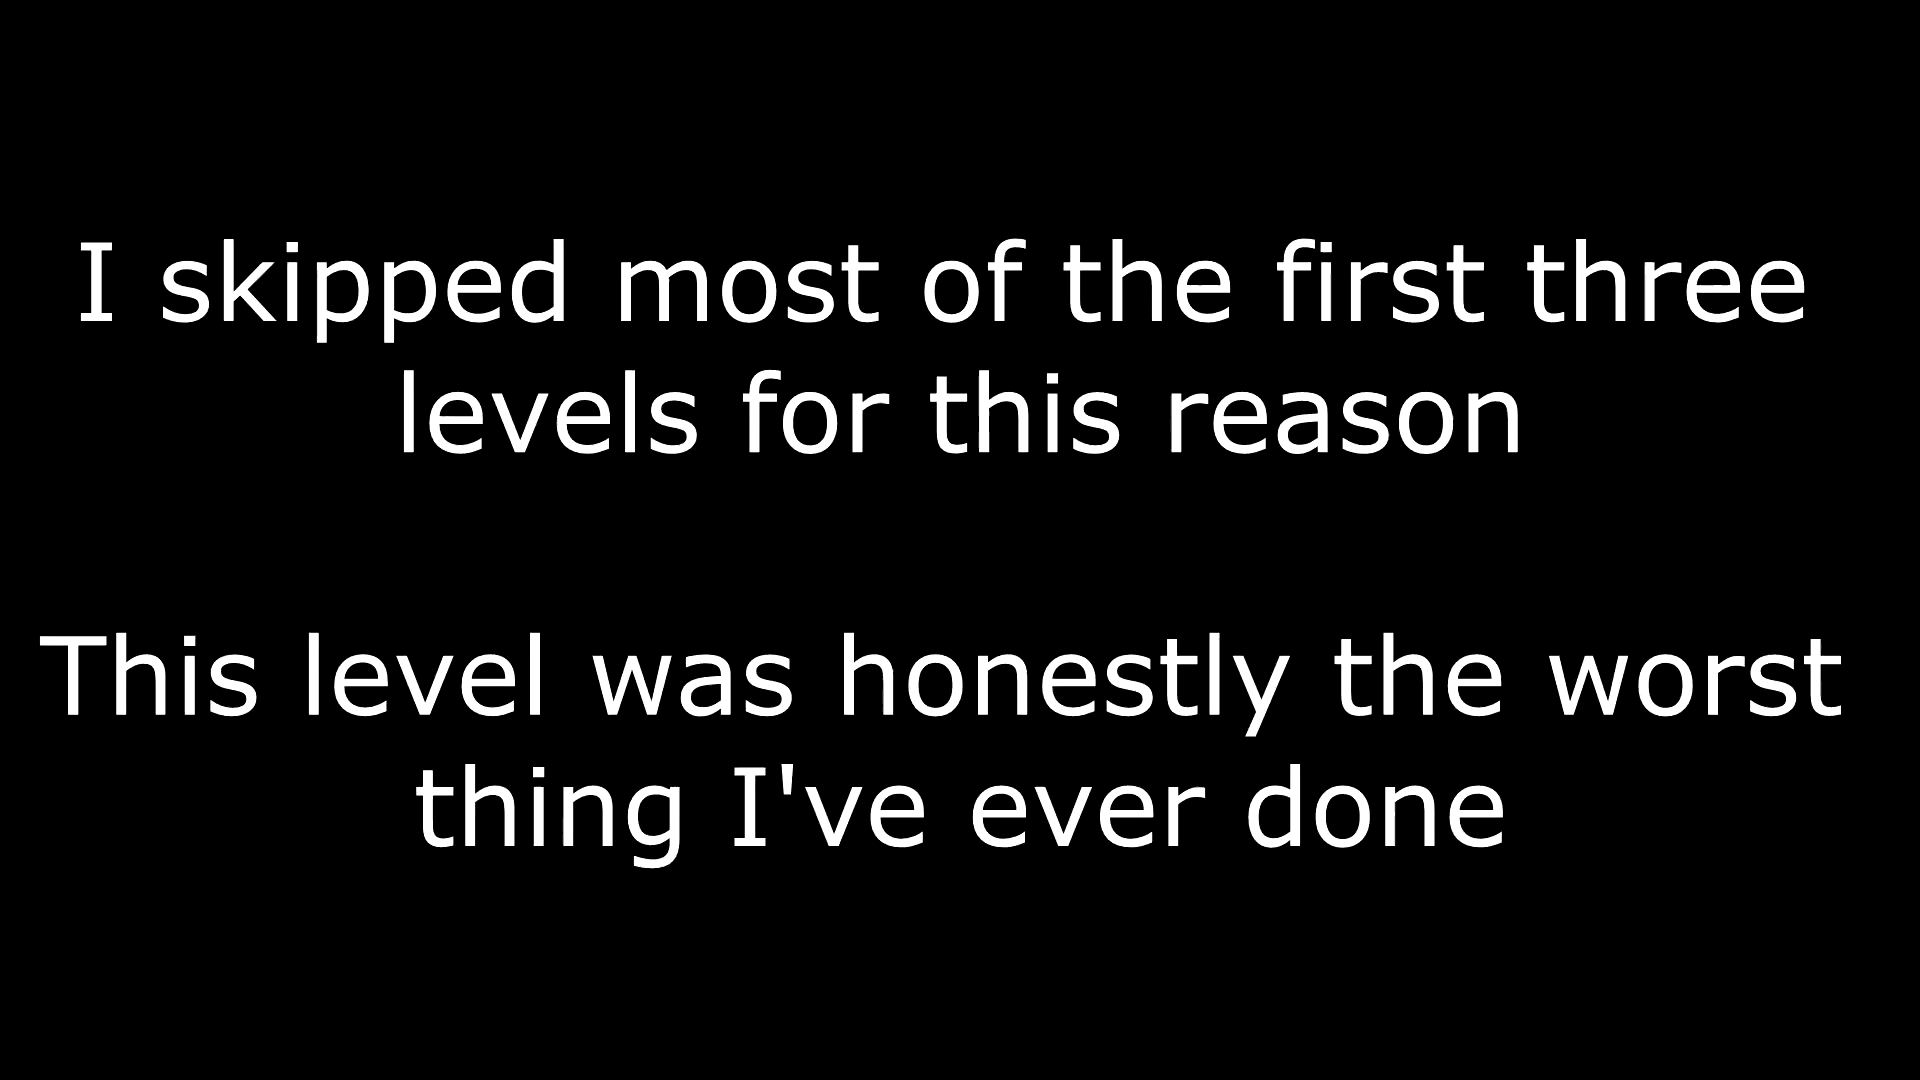 I skipped most of the first three
levels for this reason
This level was honestly the worst
thing I've ever done